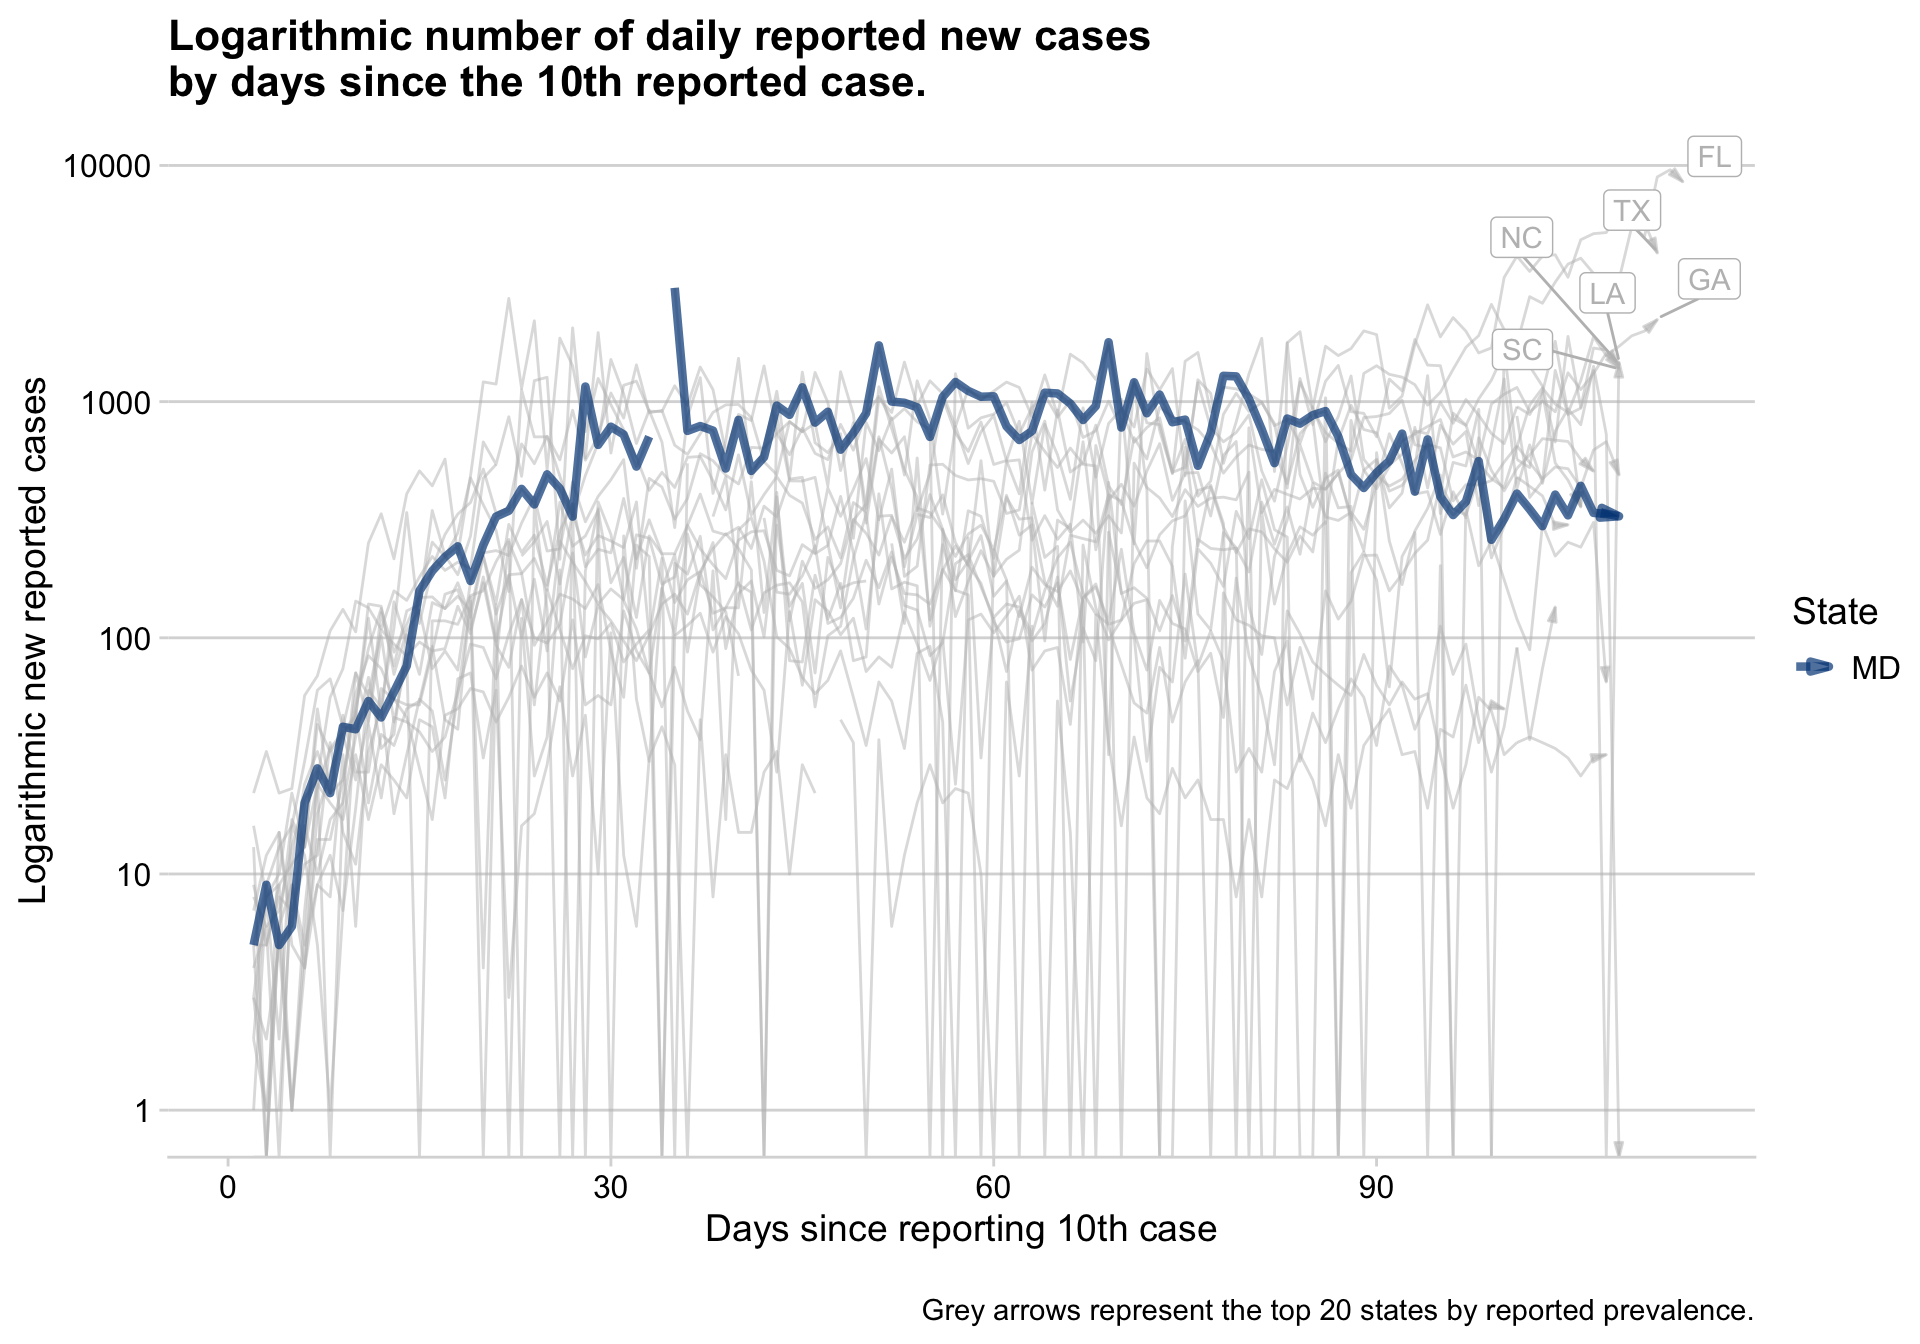 Logarithmic number of daily reported new cases
by days since the 10th reported case.
Logarithmic new reported cases
10000
1000
100
10
1
FL
TX
NC
GA
LA
SC
State
MD
0
30
60
90
Days since reporting 10th case
Grey arrows represent the top 20 states by reported prevalence.